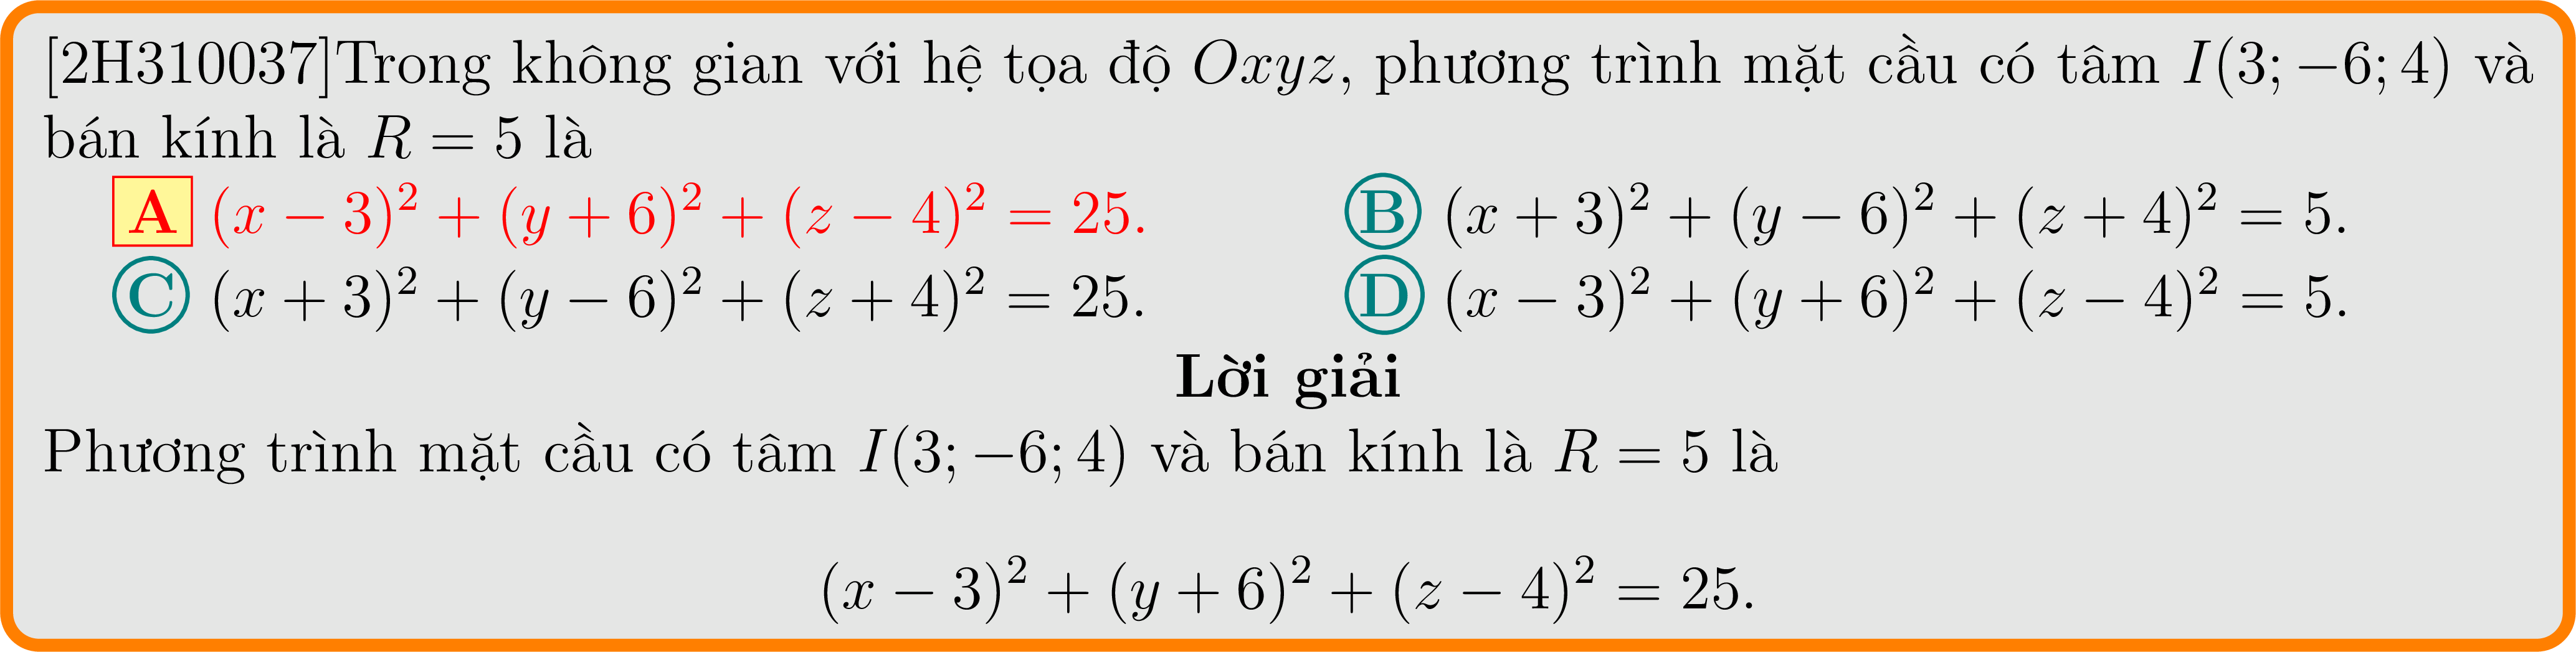 [2H310037]Trong không gian với hệ tọa độ Oxyz, phương trình mặt cầu có tâm I(3; −6; 4) và
bán kính là R = 5 là
A (x − 3)² + (y + 6)² + (z − 4)² = 25. B (x + 3)² + (y − 6)² + (z + 4)² = 5.
C (x + 3)² + (y − 6)² + (z + 4)² = 25. D (x − 3)² + (y + 6)² + (z − 4)² = 5.
Lời giải
Phương trình mặt cầu có tâm I(3; −6; 4) và bán kính là R = 5 là
(x − 3)² + (y + 6)² + (z − 4)² = 25.